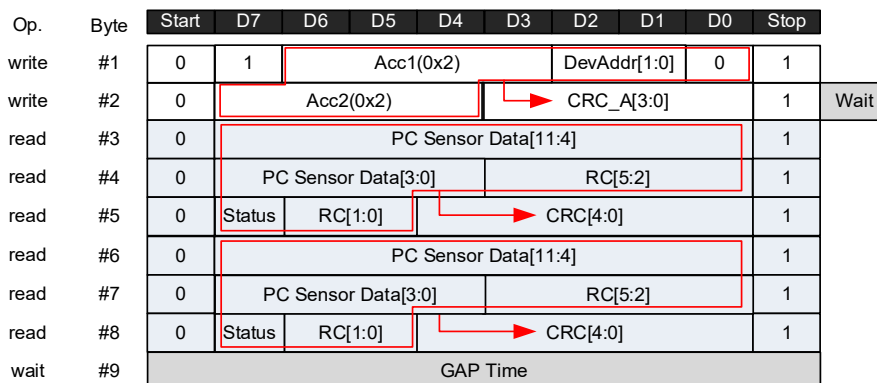 Op. Byte Start D7 D6 D5 D4 D3 D2 D1 D0 Stop
write #1 0 1 Acc1(0x2) DevAddr[1:0] 0 1
write #2 0 Acc2(0x2) CRC_A[3:0] 1 Wait
read #3 0 PC Sensor Data[11:4] 1
read #4 0 PC Sensor Data[3:0] RC[5:2] 1
read #5 0 Status RC[1:0] CRC[4:0] 1
read #6 0 PC Sensor Data[11:4] 1
read #7 0 PC Sensor Data[3:0] RC[5:2] 1
read #8 0 Status RC[1:0] CRC[4:0] 1
wait #9 GAP Time